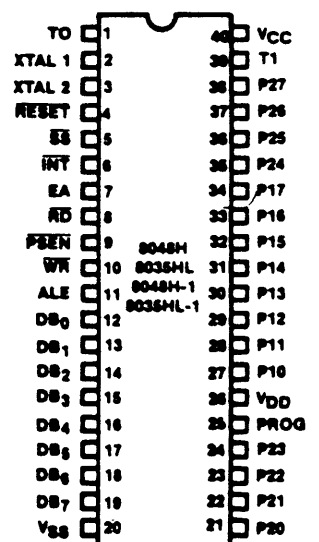 TO 1 40 VCC
XTAL 1 2 39 T1
XTAL 2 3 38 P27
RESET 4 37 P26
SS 5 36 P25
INT 6 35 P24
EA 7 34 P17
RD 8 33 P16
PSEN 9 32 P15
WR 10 31 P14
ALE 11 30 P13
DB0 12 29 P12
DB1 13 28 P11
DB2 14 27 P10
DB3 15 26 VDD
DB4 16 25 PROG
DB5 17 24 P23
DB6 18 23 P22
DB7 19 22 P21
VSS 20 21 P20
8048H
8035HL
8048H-1
8035HL-1